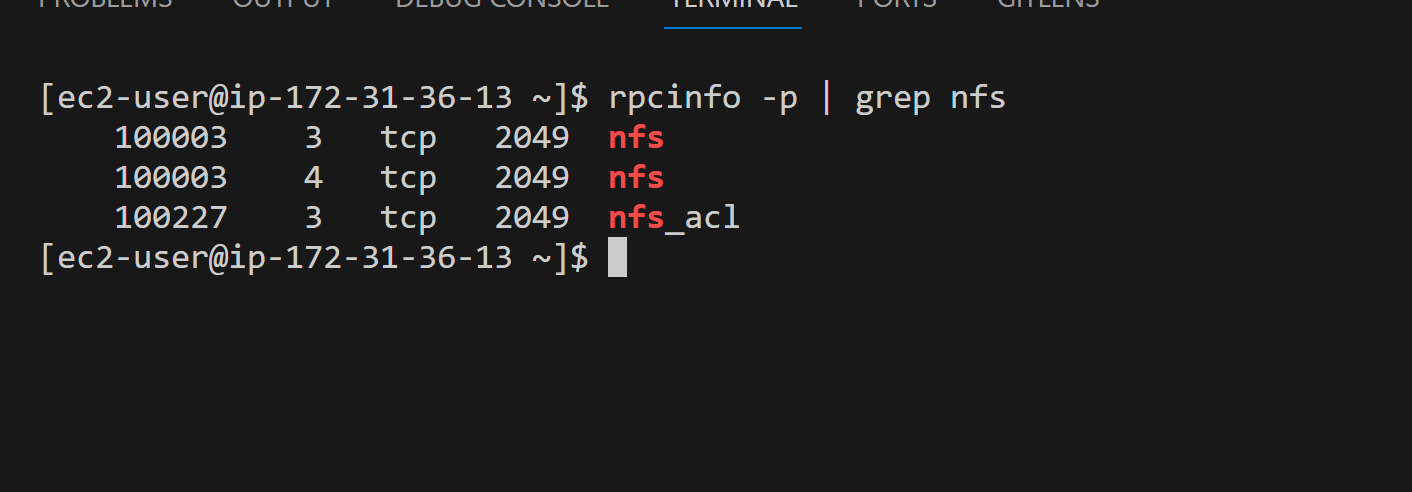 PROBLEMS OUTPUT DEBUG CONSOLE TERMINAL PORTS GITLENS
[ec2-user@ip-172-31-36-13 ~]$ rpcinfo -p | grep nfs
100003 3 tcp 2049 nfs
100003 4 tcp 2049 nfs
100227 3 tcp 2049 nfs_acl
[ec2-user@ip-172-31-36-13 ~]$